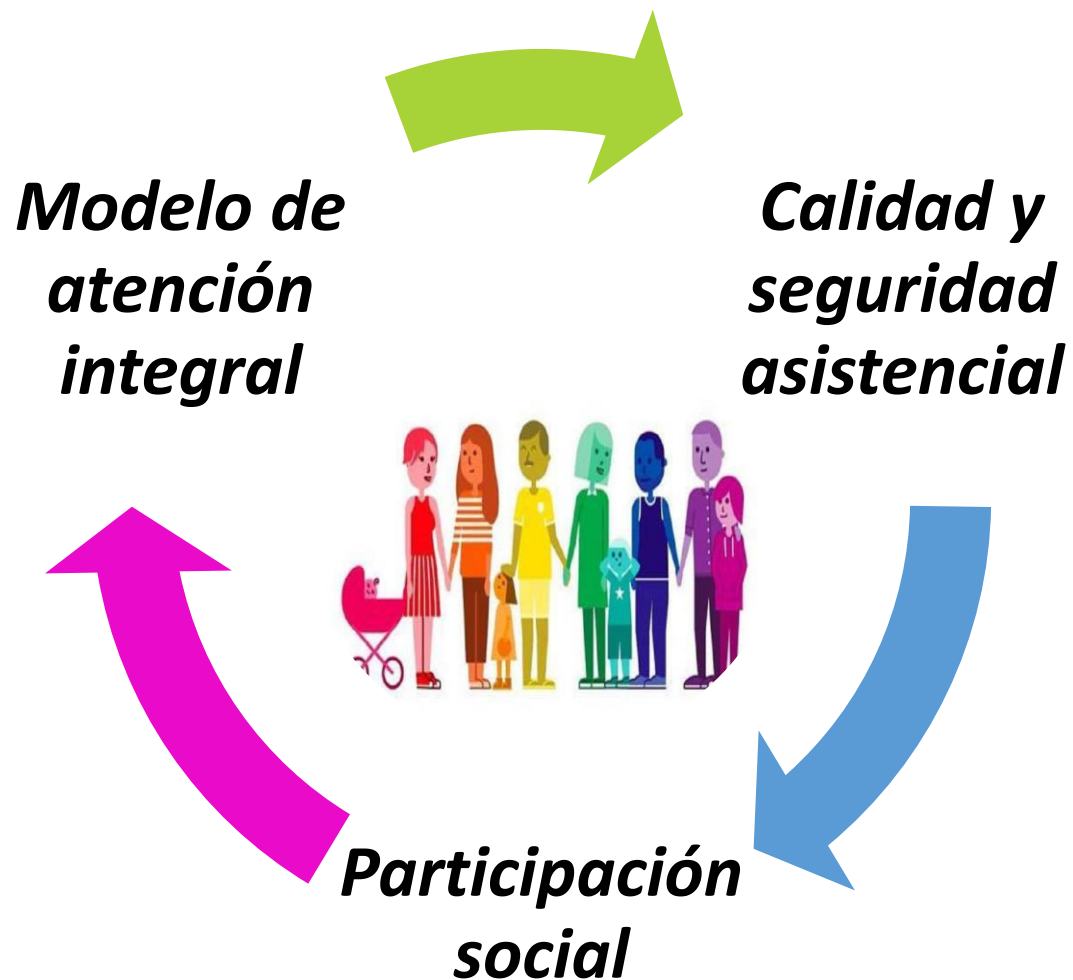 Modelo de
atención
integral
Calidad y
seguridad
asistencial
Participación
social